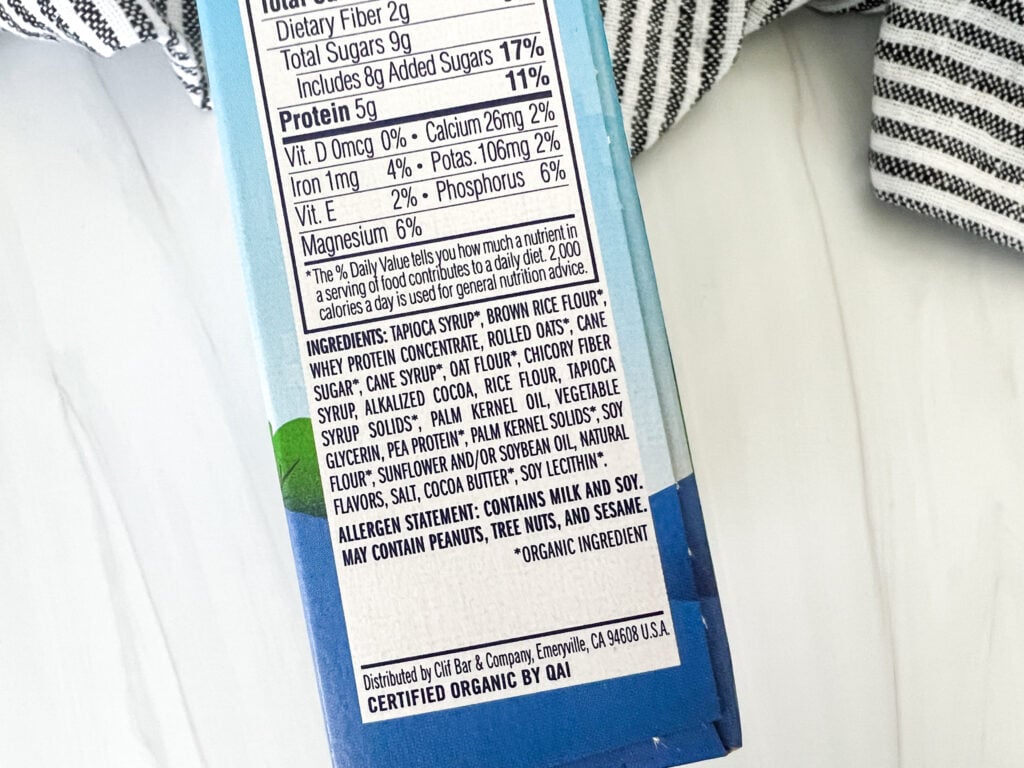 Dietary Fiber 2g
Total Sugars 9g
Includes 8g Added Sugars 17%
Protein 5g 11%
Vit. D 0mcg 0% • Calcium 26mg 2%
Iron 1mg 4% • Potas. 106mg 2%
Vit. E 2% • Phosphorus 6%
Magnesium 6%
*The % Daily Value tells you how much a nutrient in
a serving of food contributes to a daily diet. 2,000
calories a day is used for general nutrition advice.
INGREDIENTS: TAPIOCA SYRUP*, BROWN RICE FLOUR*,
WHEY PROTEIN CONCENTRATE, ROLLED OATS*, CANE
SUGAR*, CANE SYRUP*, OAT FLOUR*, CHICORY FIBER
SYRUP, ALKALIZED COCOA, RICE FLOUR, TAPIOCA
SYRUP SOLIDS*, PALM KERNEL OIL, VEGETABLE
GLYCERIN, PEA PROTEIN*, PALM KERNEL SOLIDS*, SOY
FLOUR*, SUNFLOWER AND/OR SOYBEAN OIL, NATURAL
FLAVORS, SALT, COCOA BUTTER*, SOY LECITHIN*.
ALLERGEN STATEMENT: CONTAINS MILK AND SOY.
MAY CONTAIN PEANUTS, TREE NUTS, AND SESAME.
*ORGANIC INGREDIENT
Distributed by Clif Bar & Company, Emeryville, CA 94608 U.S.A.
CERTIFIED ORGANIC BY QAI